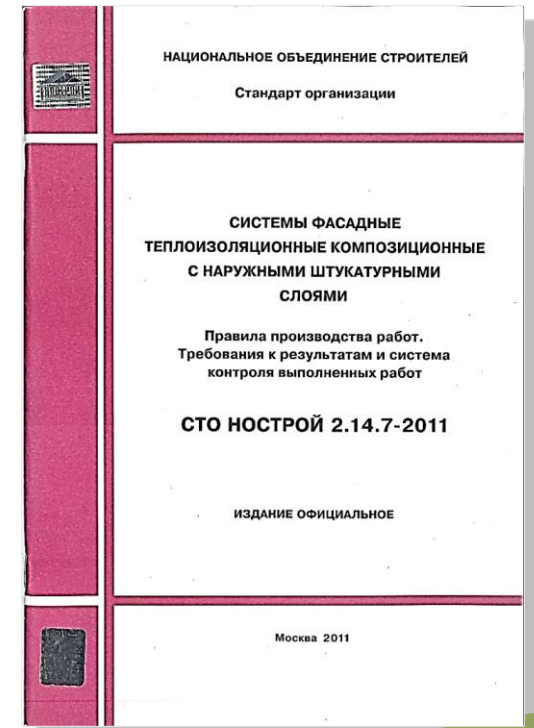 НАЦИОНАЛЬНОЕ ОБЪЕДИНЕНИЕ СТРОИТЕЛЕЙ
Стандарт организации
СИСТЕМЫ ФАСАДНЫЕ
ТЕПЛОИЗОЛЯЦИОННЫЕ КОМПОЗИЦИОННЫЕ
С НАРУЖНЫМИ ШТУКАТУРНЫМИ
СЛОЯМИ
Правила производства работ.
Требования к результатам и система
контроля выполненных работ
СТО НОСТРОЙ 2.14.7-2011
ИЗДАНИЕ ОФИЦИАЛЬНОЕ
Москва 2011